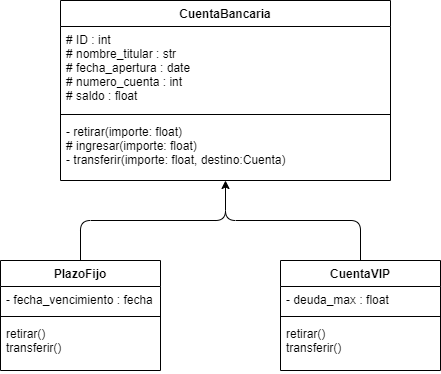 CuentaBancaria
# ID : int
# nombre_titular : str
# fecha_apertura : date
# numero_cuenta : int
# saldo : float
- retirar(importe: float)
# ingresar(importe: float)
- transferir(importe: float, destino:Cuenta)
PlazoFijo
- fecha_vencimiento : fecha
retirar()
transferir()
CuentaVIP
- deuda_max : float
retirar()
transferir()